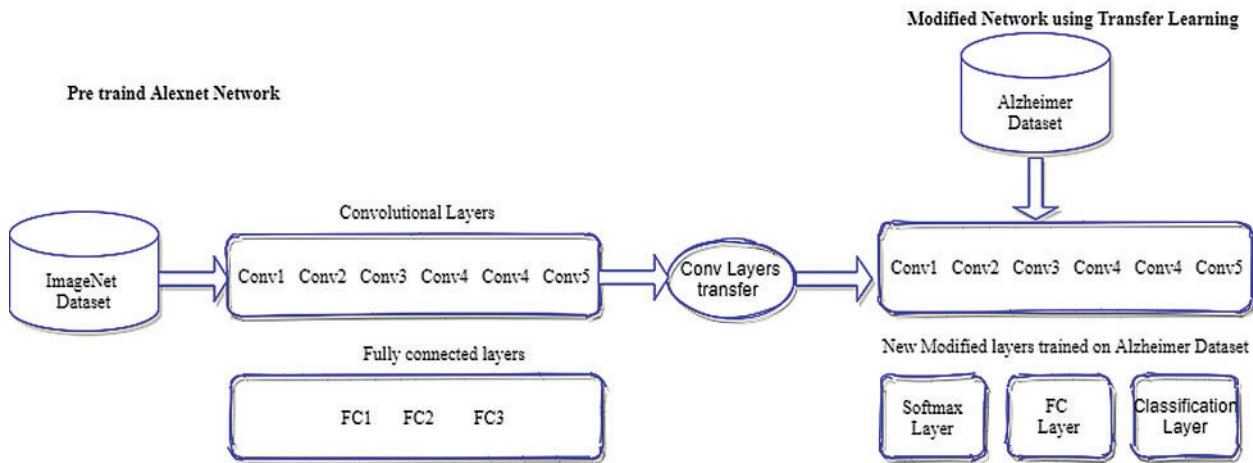 Modified Network using Transfer Learning
Pre traind Alexnet Network
Alzheimer
Dataset
Convolutional Layers
ImageNet
Dataset
Conv1 Conv2 Conv3 Conv4 Conv4 Conv5
Conv Layers
transfer
Conv1 Conv2 Conv3 Conv4 Conv4 Conv5
Fully connected layers
FC1 FC2 FC3
New Modified layers trained on Alzheimer Dataset
Softmax
Layer
FC
Layer
Classification
Layer